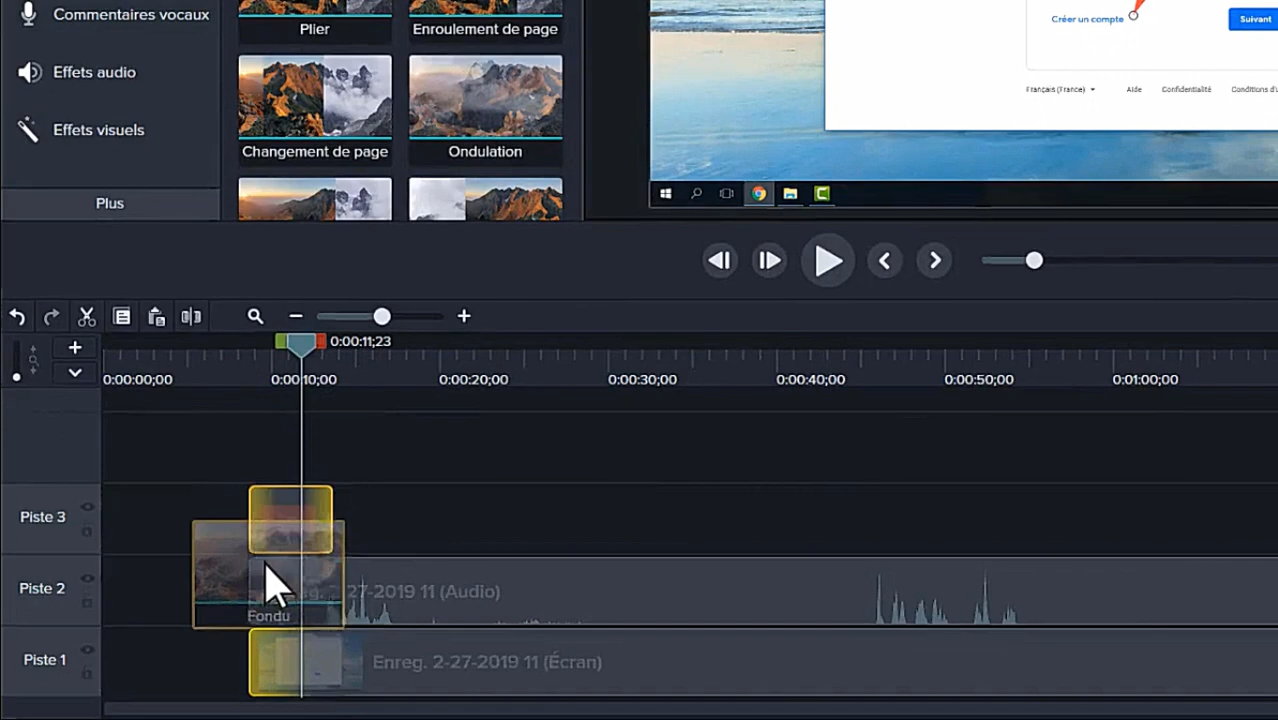 Commentaires vocaux
Plier
Enroulement de page
Créer un compte
Suivant
Effets audio
Français (France)
Aide
Confidentialité
Conditions d'u
Effets visuels
Changement de page
Ondulation
Plus
0:00:11;23
0:00:00;00
0:00:10;00
0:00:20;00
0:00:30;00
0:00:40;00
0:00:50;00
0:01:00;00
Piste 3
Piste 2
g. 2-27-2019 11 (Audio)
Fondu
Piste 1
Enreg. 2-27-2019 11 (Écran)